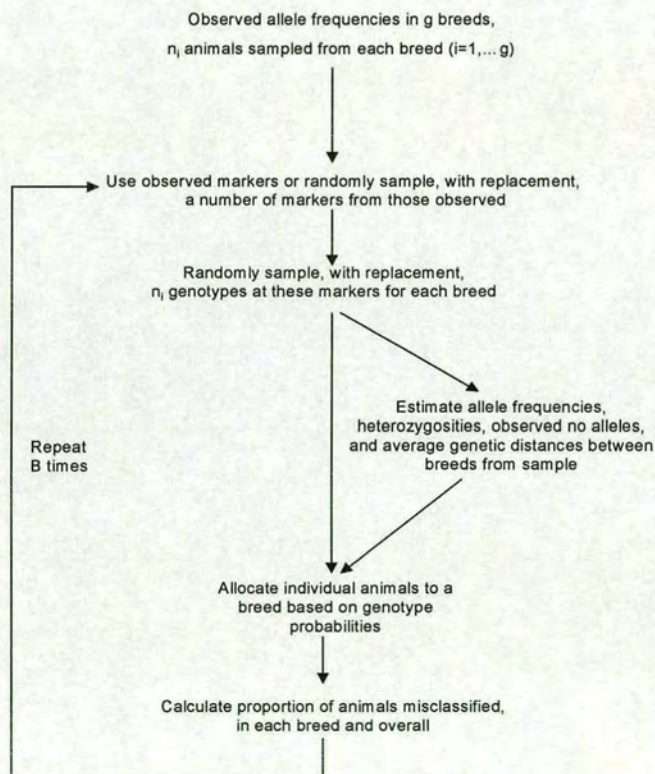 Observed allele frequencies in g breeds,
nᵢ animals sampled from each breed (i=1,... g)
Use observed markers or randomly sample, with replacement,
a number of markers from those observed
Randomly sample, with replacement,
nᵢ genotypes at these markers for each breed
Estimate allele frequencies,
heterozygosities, observed no alleles,
and average genetic distances between
breeds from sample
Repeat
B times
Allocate individual animals to a
breed based on genotype
probabilities
Calculate proportion of animals misclassified,
in each breed and overall